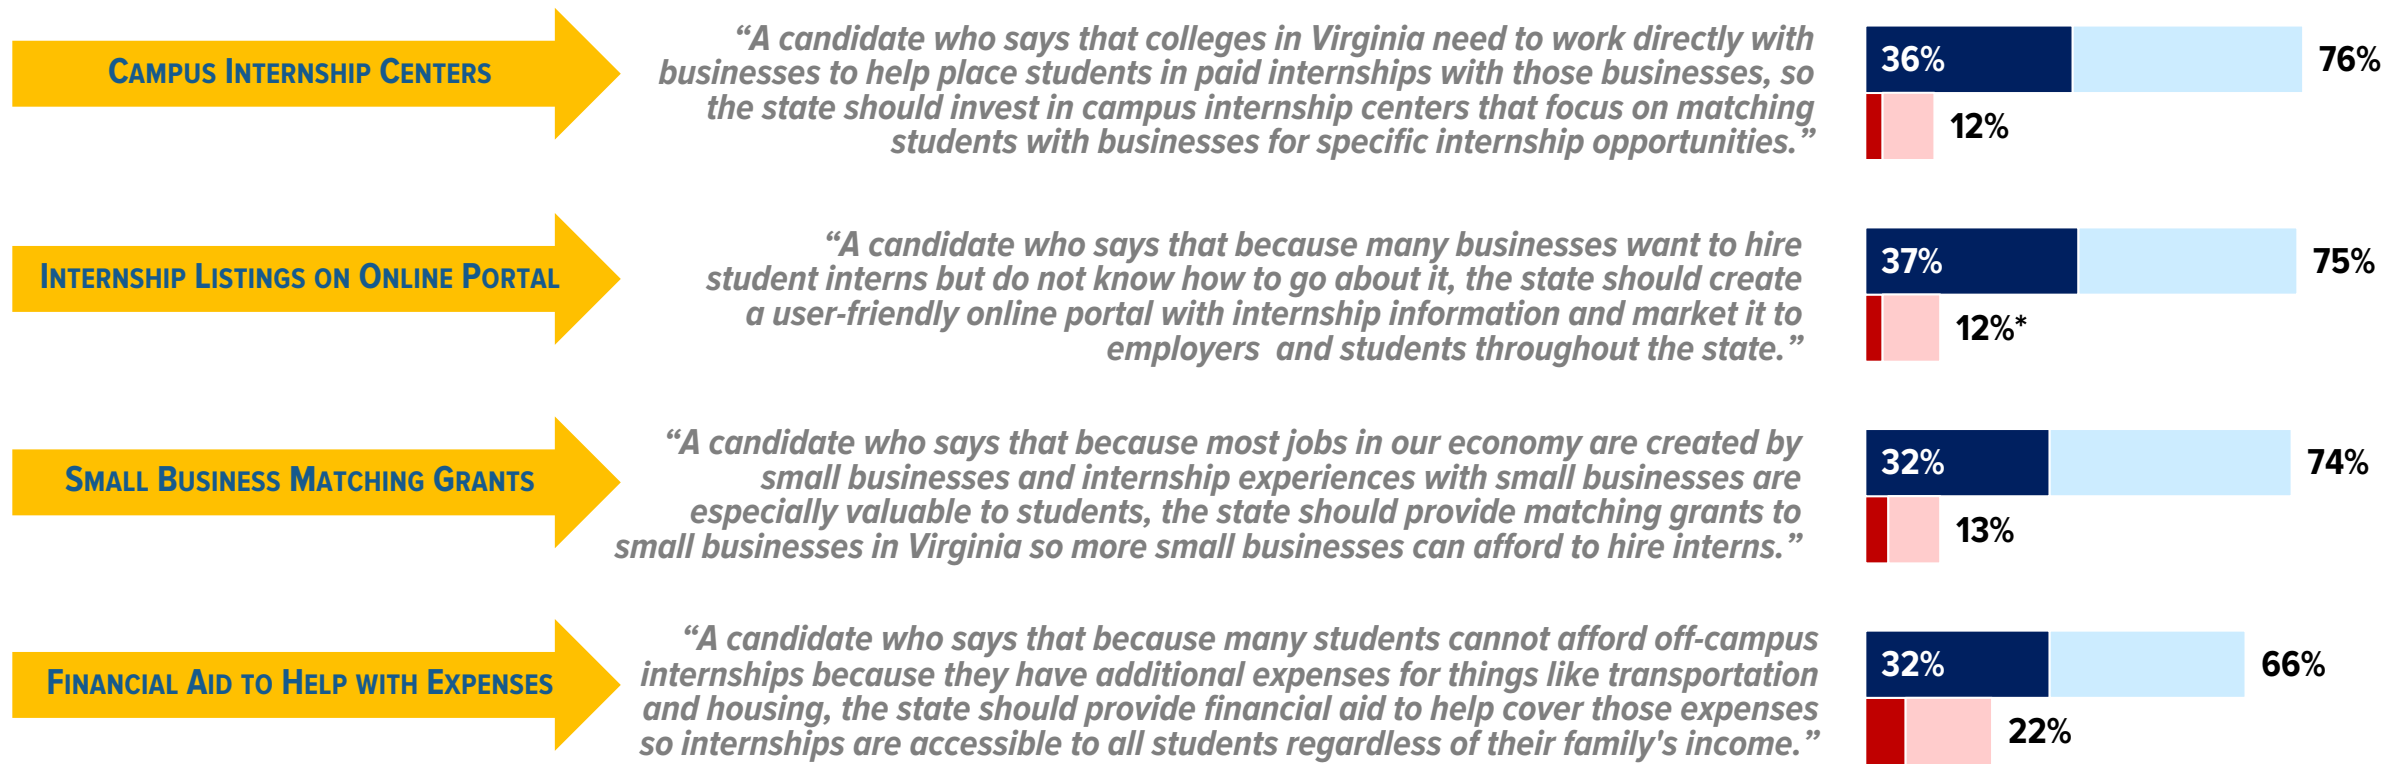 CAMPUS INTERNSHIP CENTERS
“A candidate who says that colleges in Virginia need to work directly with
businesses to help place students in paid internships with those businesses, so
the state should invest in campus internship centers that focus on matching
students with businesses for specific internship opportunities.”
36%
76%
12%
INTERNSHIP LISTINGS ON ONLINE PORTAL
“A candidate who says that because many businesses want to hire
student interns but do not know how to go about it, the state should create
a user-friendly online portal with internship information and market it to
employers and students throughout the state.”
37%
75%
12%*
SMALL BUSINESS MATCHING GRANTS
“A candidate who says that because most jobs in our economy are created by
small businesses and internship experiences with small businesses are
especially valuable to students, the state should provide matching grants to
small businesses in Virginia so more small businesses can afford to hire interns.”
32%
74%
13%
FINANCIAL AID TO HELP WITH EXPENSES
“A candidate who says that because many students cannot afford off-campus
internships because they have additional expenses for things like transportation
and housing, the state should provide financial aid to help cover those expenses
so internships are accessible to all students regardless of their family's income.”
32%
66%
22%